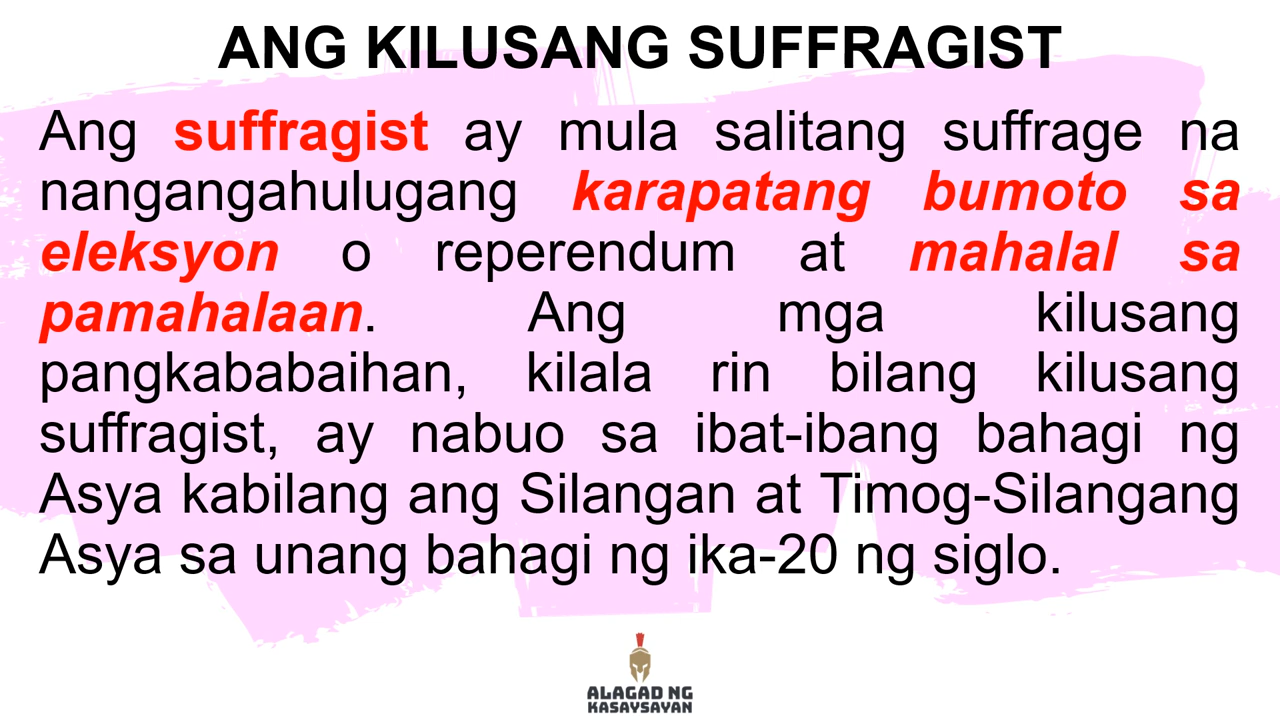 ANG KILUSANG SUFFRAGIST
Ang suffragist ay mula salitang suffrage na
nangangahulugang karapatang bumoto sa
eleksyon o reperendum at mahalal sa
pamahalaan. Ang mga kilusang
pangkababaihan, kilala rin bilang kilusang
suffragist, ay nabuo sa ibat-ibang bahagi ng
Asya kabilang ang Silangan at Timog-Silangang
Asya sa unang bahagi ng ika-20 ng siglo.
ALAGAD NG
KASAYSAYAN